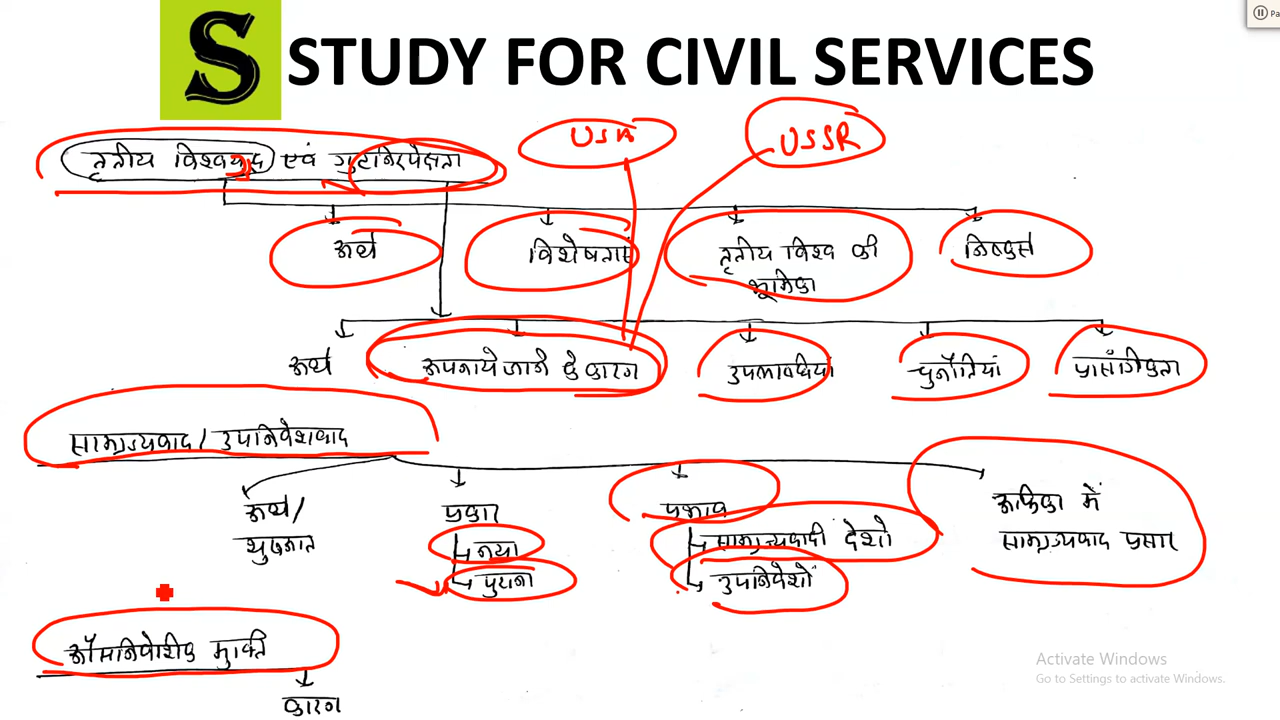 S STUDY FOR CIVIL SERVICES
USA USSR
तृतीय विश्ववाद एवं गुटनिरपेक्षता
अर्थ विशेषताएं तृतीय विश्व की भूमिका निष्कर्ष
अर्थ अपनाये जाने के कारण उपलब्धियां चुनौतियां प्रासंगिकता
साम्राज्यवाद / उपनिवेशवाद
अर्थ/ शुरुआत प्रकार प्रभाव अफ्रीका में साम्राज्यवाद प्रसार
नया साम्राज्यवादी देशों
पुराना उपनिवेशों
औपनिवेशिक मुक्ति
कारण
Activate Windows
Go to Settings to activate Windows.
Pa